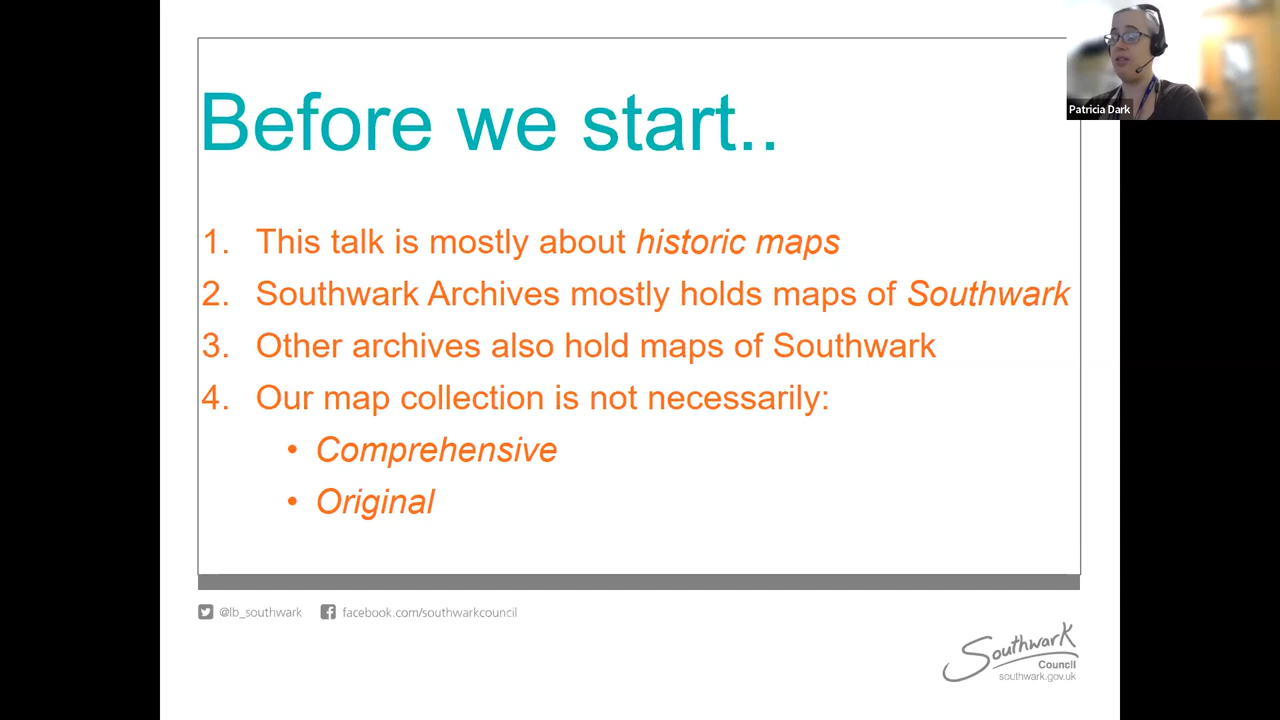 Before we start..
1. This talk is mostly about historic maps
2. Southwark Archives mostly holds maps of Southwark
3. Other archives also hold maps of Southwark
4. Our map collection is not necessarily:
• Comprehensive
• Original
Patricia Dark
@lb_southwark facebook.com/southwarkcouncil
Southwark
Council
southwark.gov.uk